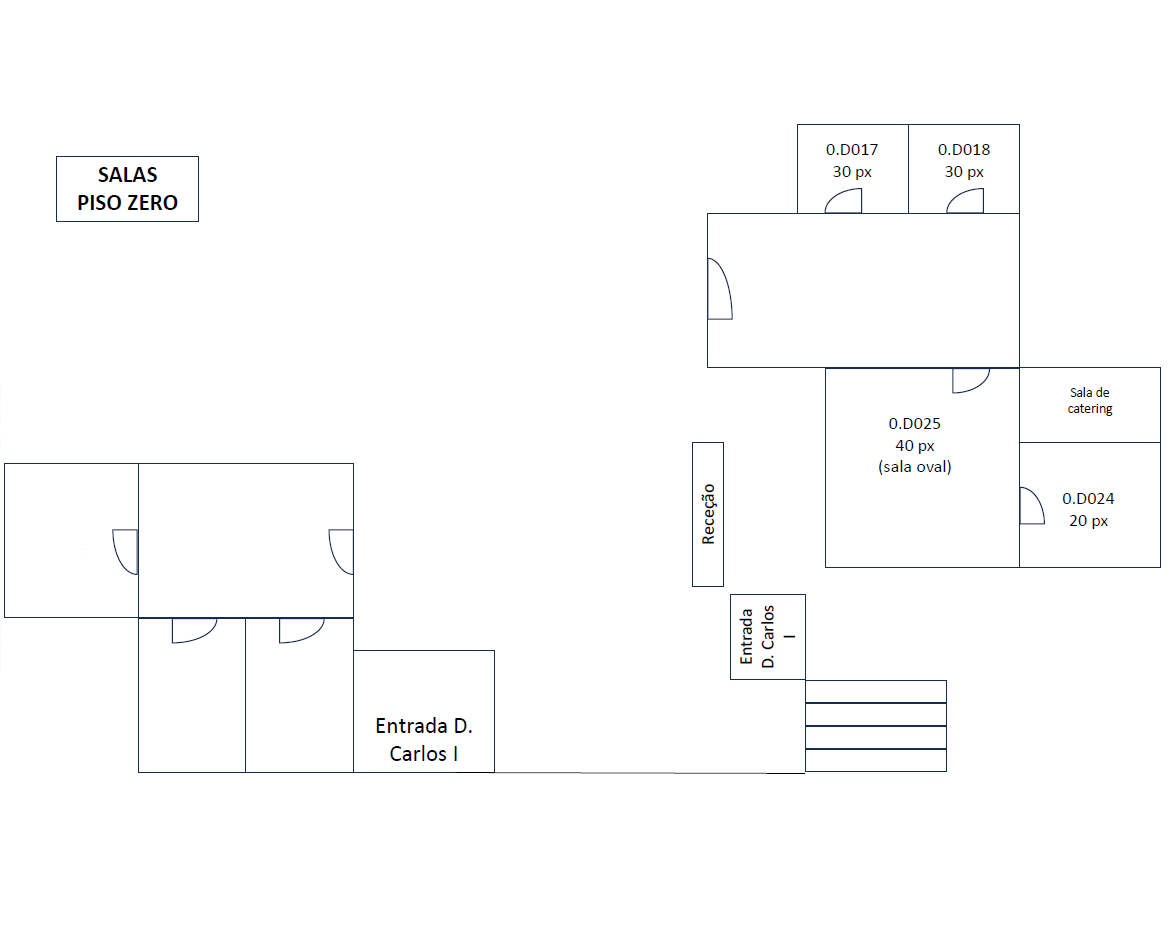 SALAS
PISO ZERO
0.D017
30 px
0.D018
30 px
Sala de
catering
0.D025
40 px
(sala oval)
0.D024
20 px
Receção
Entrada
D. Carlos
I
Entrada D.
Carlos I